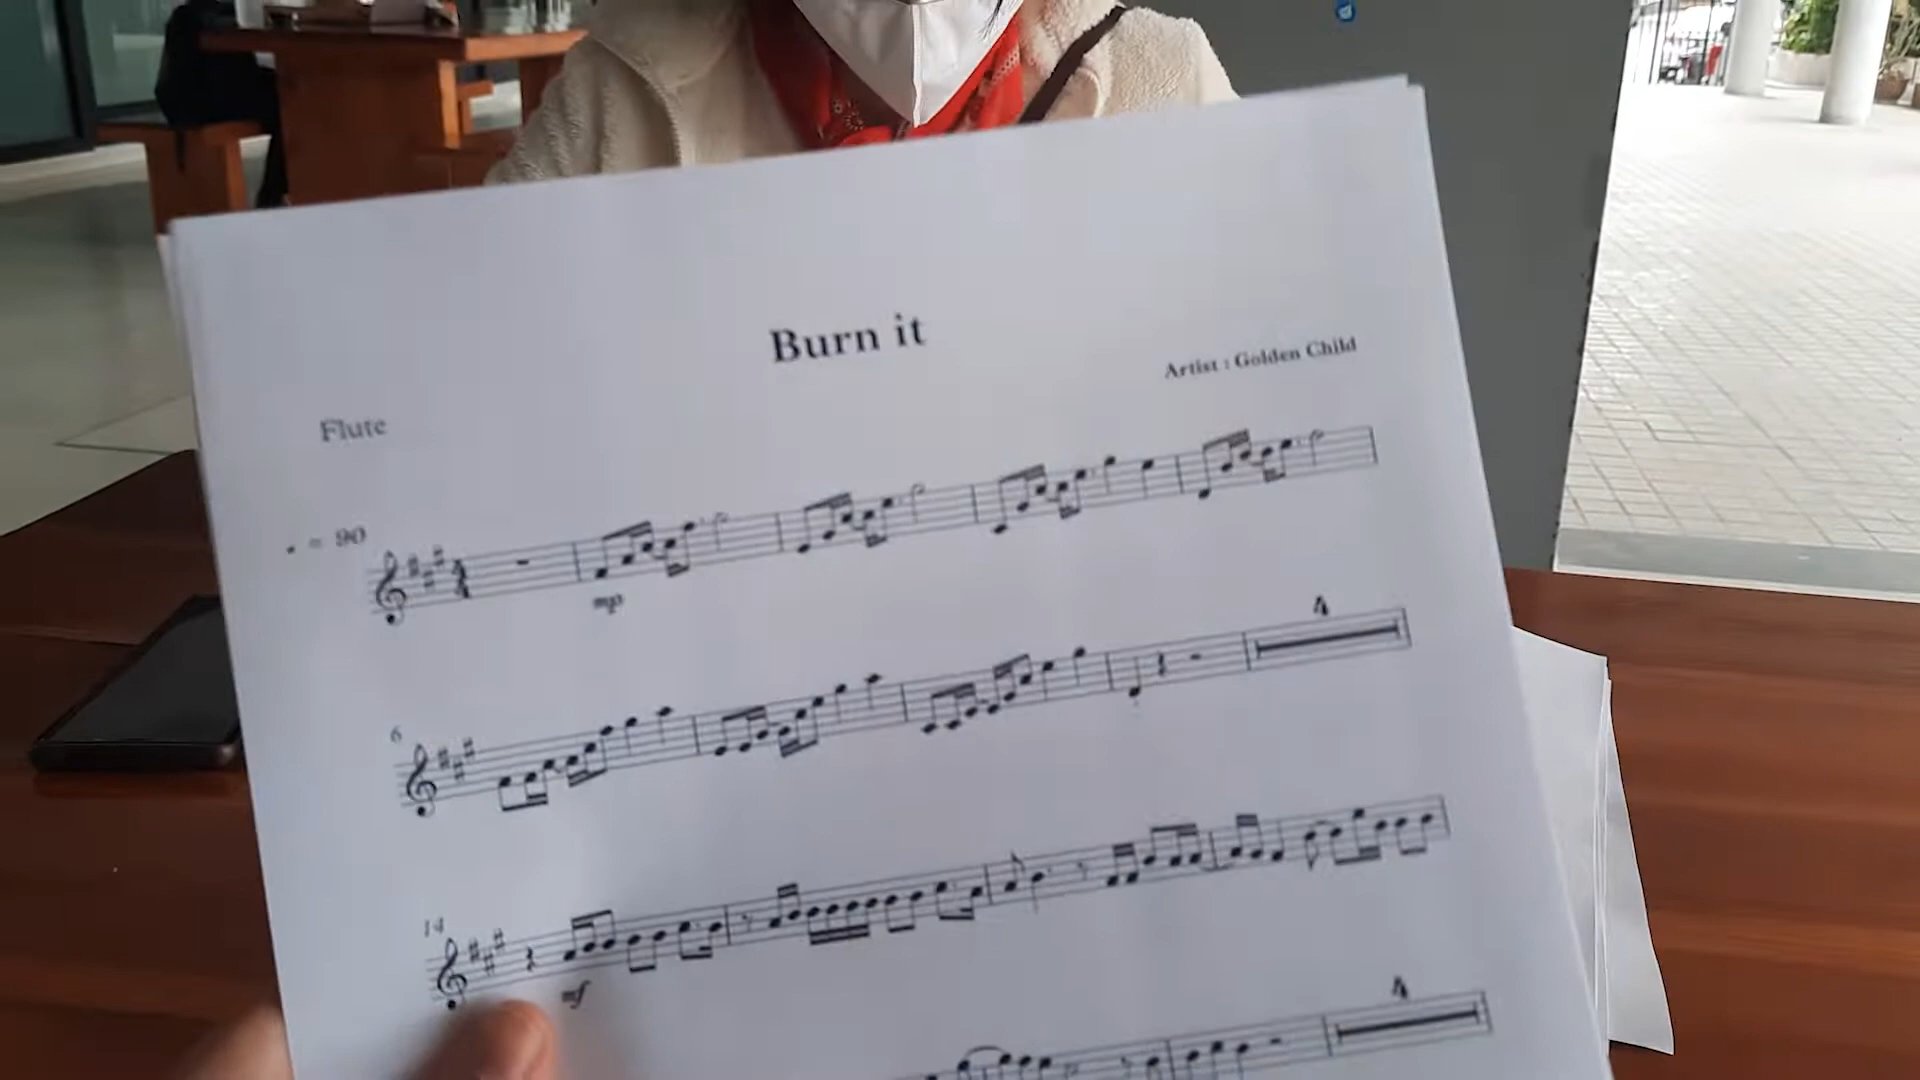 Burn it
Artist : Golden Child
Flute
= 90
mp
4
6
14
mf
4